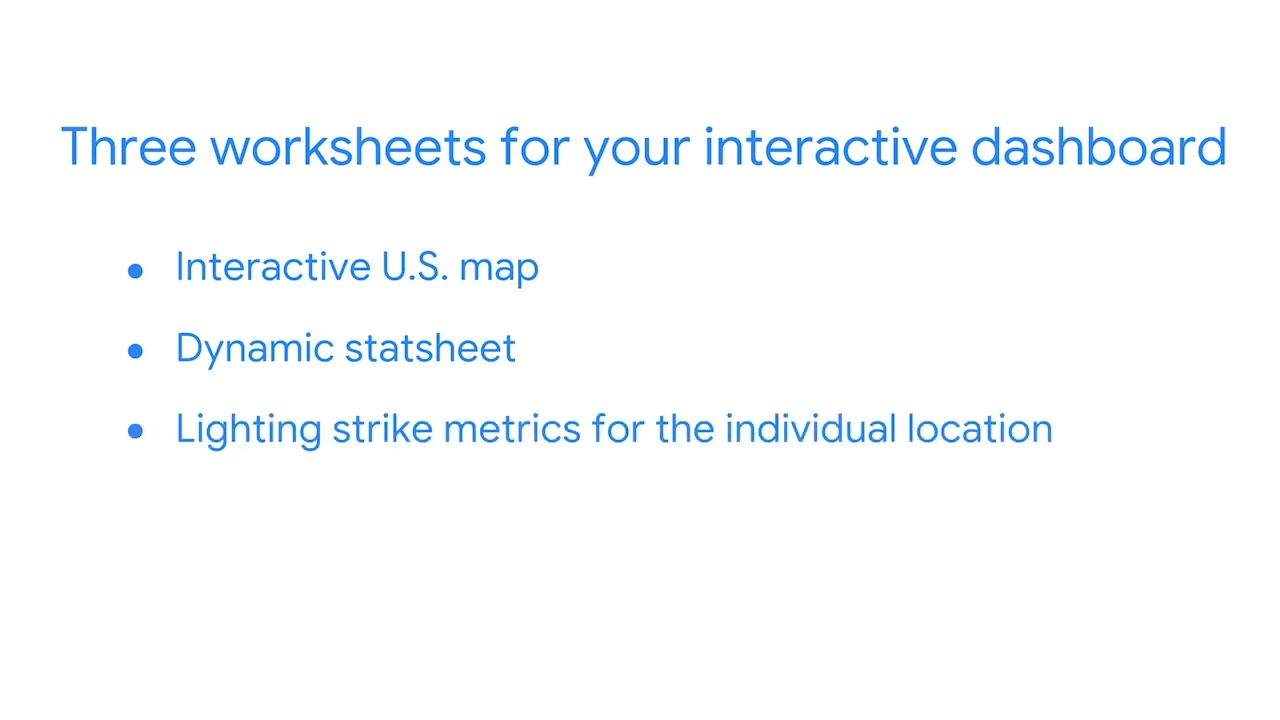 Three worksheets for your interactive dashboard
● Interactive U.S. map
● Dynamic statsheet
● Lighting strike metrics for the individual location